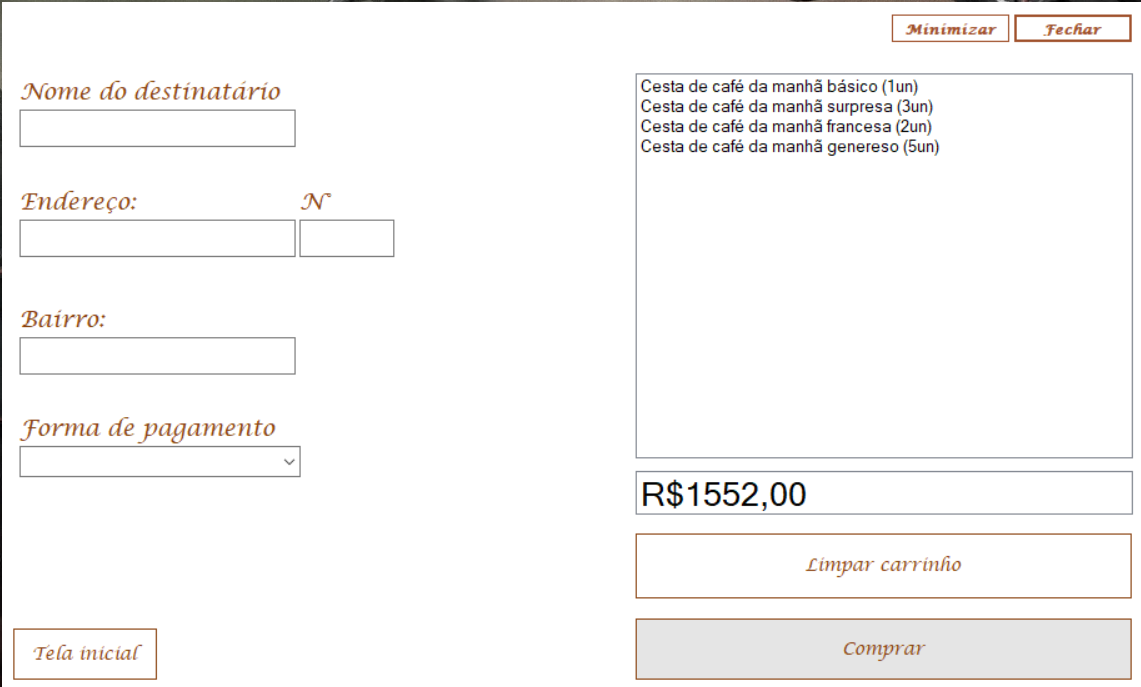 Minimizar
Fechar
Nome do destinatário
Endereço:
N°
Bairro:
Forma de pagamento
Tela inicial
Cesta de café da manhã básico (1un)
Cesta de café da manhã surpresa (3un)
Cesta de café da manhã francesa (2un)
Cesta de café da manhã genereso (5un)
R$1552,00
Limpar carrinho
Comprar